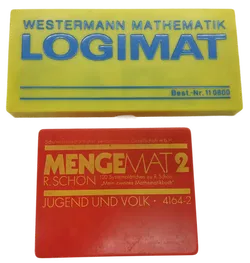 WESTERMANN MATHEMATIK
LOGIMAT
Best.-Nr. 11 0800
MENGEMAT 2
R. SCHÖN
JUGEND UND VOLK • 4164-2